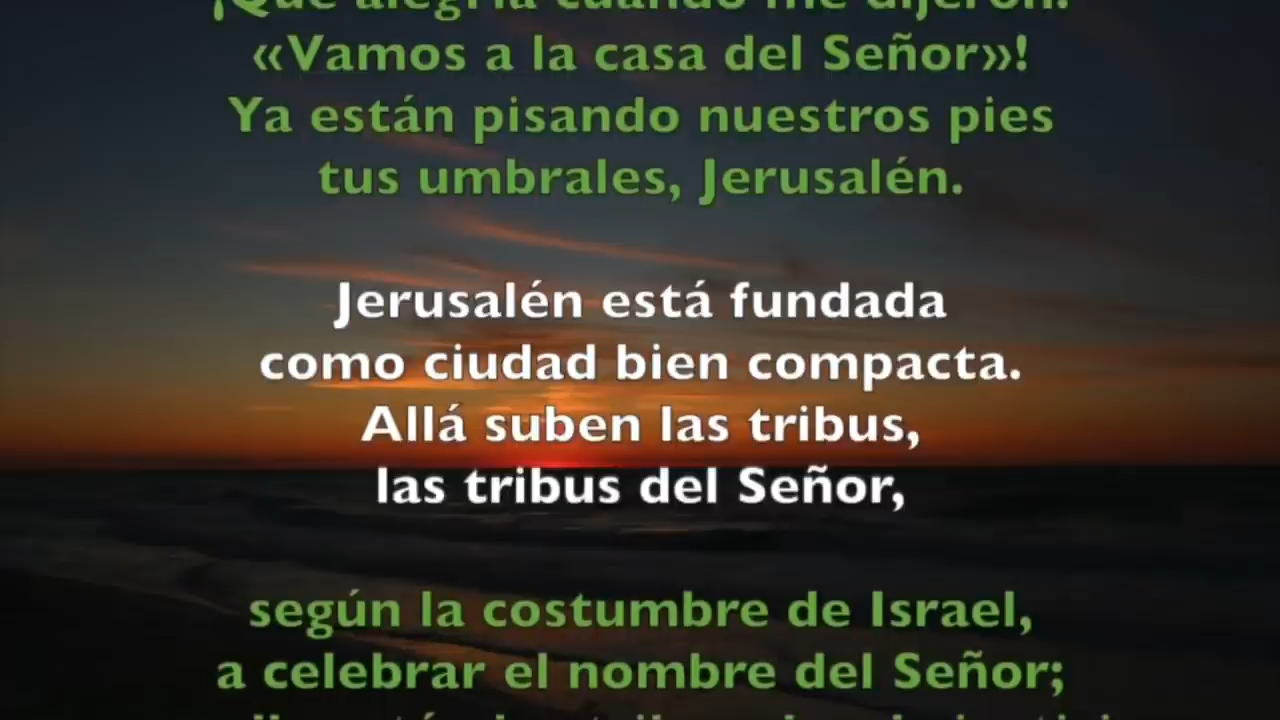 ¡Qué alegría cuando me dijeron:
«Vamos a la casa del Señor»!
Ya están pisando nuestros pies
tus umbrales, Jerusalén.
Jerusalén está fundada
como ciudad bien compacta.
Allá suben las tribus,
las tribus del Señor,
según la costumbre de Israel,
a celebrar el nombre del Señor;